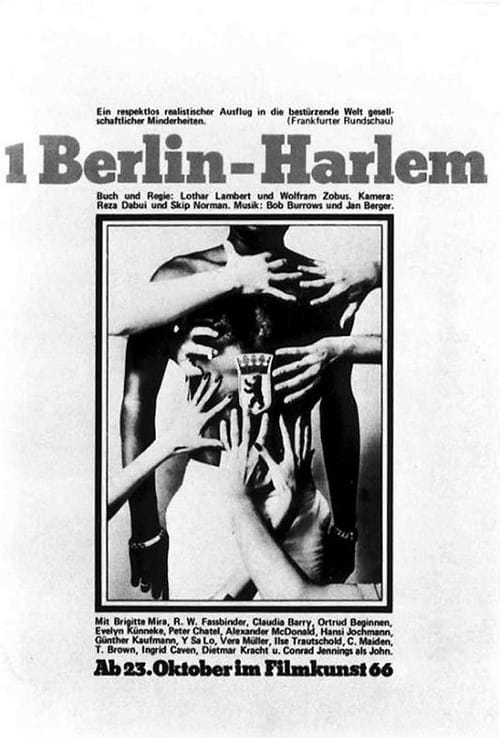 Ein respektlos realistischer Ausflug in die bestürzende Welt gesell-
schaftlicher Minderheiten. (Frankfurter Rundschau)
1 Berlin-Harlem
Buch und Regie: Lothar Lambert und Wolfram Zobus. Kamera:
Reza Dabui und Skip Norman. Musik: Bob Burrows und Jan Berger.
Mit Brigitte Mira, R. W. Fassbinder, Claudia Barry, Ortrud Beginnen,
Evelyn Künneke, Peter Chatel, Alexander McDonald, Hansi Jochmann,
Günther Kaufmann, Y Sa Lo, Vera Müller, Ilse Trautschold, C. Maiden,
T. Brown, Ingrid Caven, Dietmar Kracht u. Conrad Jennings als John.
Ab 23. Oktober im Filmkunst 66